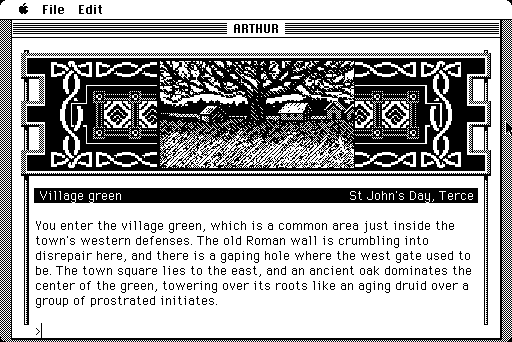 File Edit
ARTHUR
Village green St John's Day, Terce
You enter the village green, which is a common area just inside the
town's western defenses. The old Roman wall is crumbling into
disrepair here, and there is a gaping hole where the west gate used to
be. The town square lies to the east, and an ancient oak dominates the
center of the green, towering over its roots like an aging druid over a
group of prostrated initiates.
>